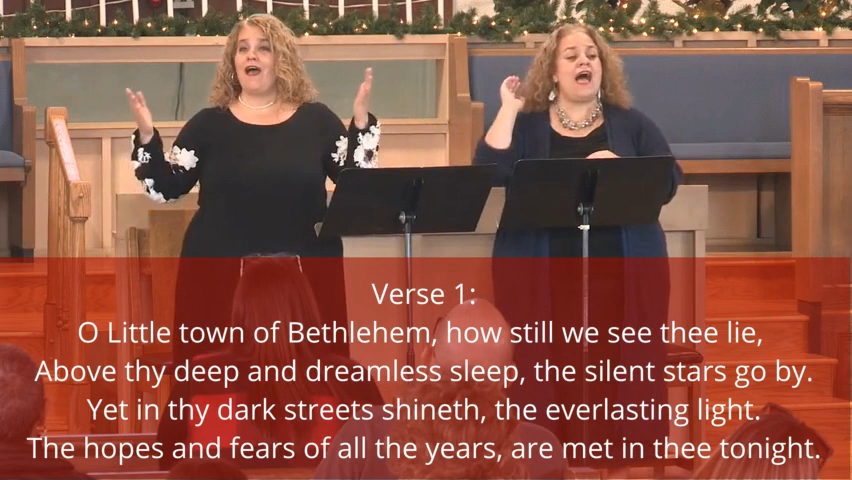 Verse 1:
O Little town of Bethlehem, how still we see thee lie,
Above thy deep and dreamless sleep, the silent stars go by.
Yet in thy dark streets shineth, the everlasting light.
The hopes and fears of all the years, are met in thee tonight.